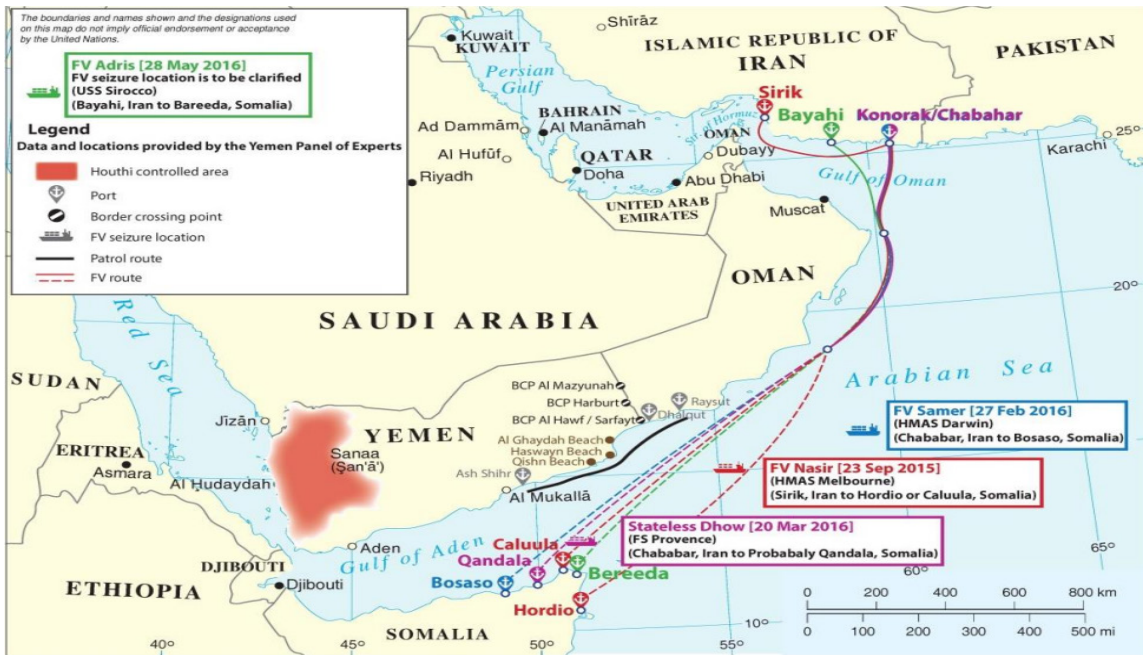 The boundaries and names shown and the designations used
on this map do not imply official endorsement or acceptance
by the United Nations.
FV Adris [28 May 2016]
FV seizure location is to be clarified
(USS Sirocco)
(Bayahi, Iran to Bareeda, Somalia)
Legend
Data and locations provided by the Yemen Panel of Experts
Houthi controlled area
Port
Border crossing point
FV seizure location
Patrol route
FV route
Shīrāz
Kuwait
KUWAIT
ISLAMIC REPUBLIC OF
IRAN
PAKISTAN
Persian
Gulf
Sirik
Bayahi
Konorak/Chabahar
BAHRAIN
Al Manāmah
Ad Dammām
Str. of Hormuz
OMAN
25°
Karachi
Al Hufūf
QATAR
Dubayy
Doha
Abu Dhabi
Riyadh
UNITED ARAB
EMIRATES
Gulf of Oman
Muscat
OMAN
20°
Red Sea
SAUDI ARABIA
Arabian Sea
SUDAN
BCP Al Mazyunah
BCP Harburt
Raysut
BCP Al Hawf / Sarfayt
Dhalqut
Jīzān
YEMEN
Al Ghaydah Beach
Haswayn Beach
Qishn Beach
Sanaa
(Şan'ā')
ERITREA
Asmara
Al Ḩudaydah
Ash Shihr
Al Mukallā
FV Samer [27 Feb 2016]
(HMAS Darwin)
(Chababar, Iran to Bosaso, Somalia)
FV Nasir [23 Sep 2015]
(HMAS Melbourne)
(Sirik, Iran to Hordio or Caluula, Somalia)
Stateless Dhow [20 Mar 2016]
(FS Provence)
(Chababar, Iran to Probabaly Qandala, Somalia)
65°
60°
Aden
Gulf of Aden
Caluula
Qandala
Bereeda
Bosaso
Hordio
DJIBOUTI
Djibouti
ETHIOPIA
SOMALIA
40°
45°
50°
55°
10°
0 200 400 600 800 km
0 100 200 300 400 500 mi